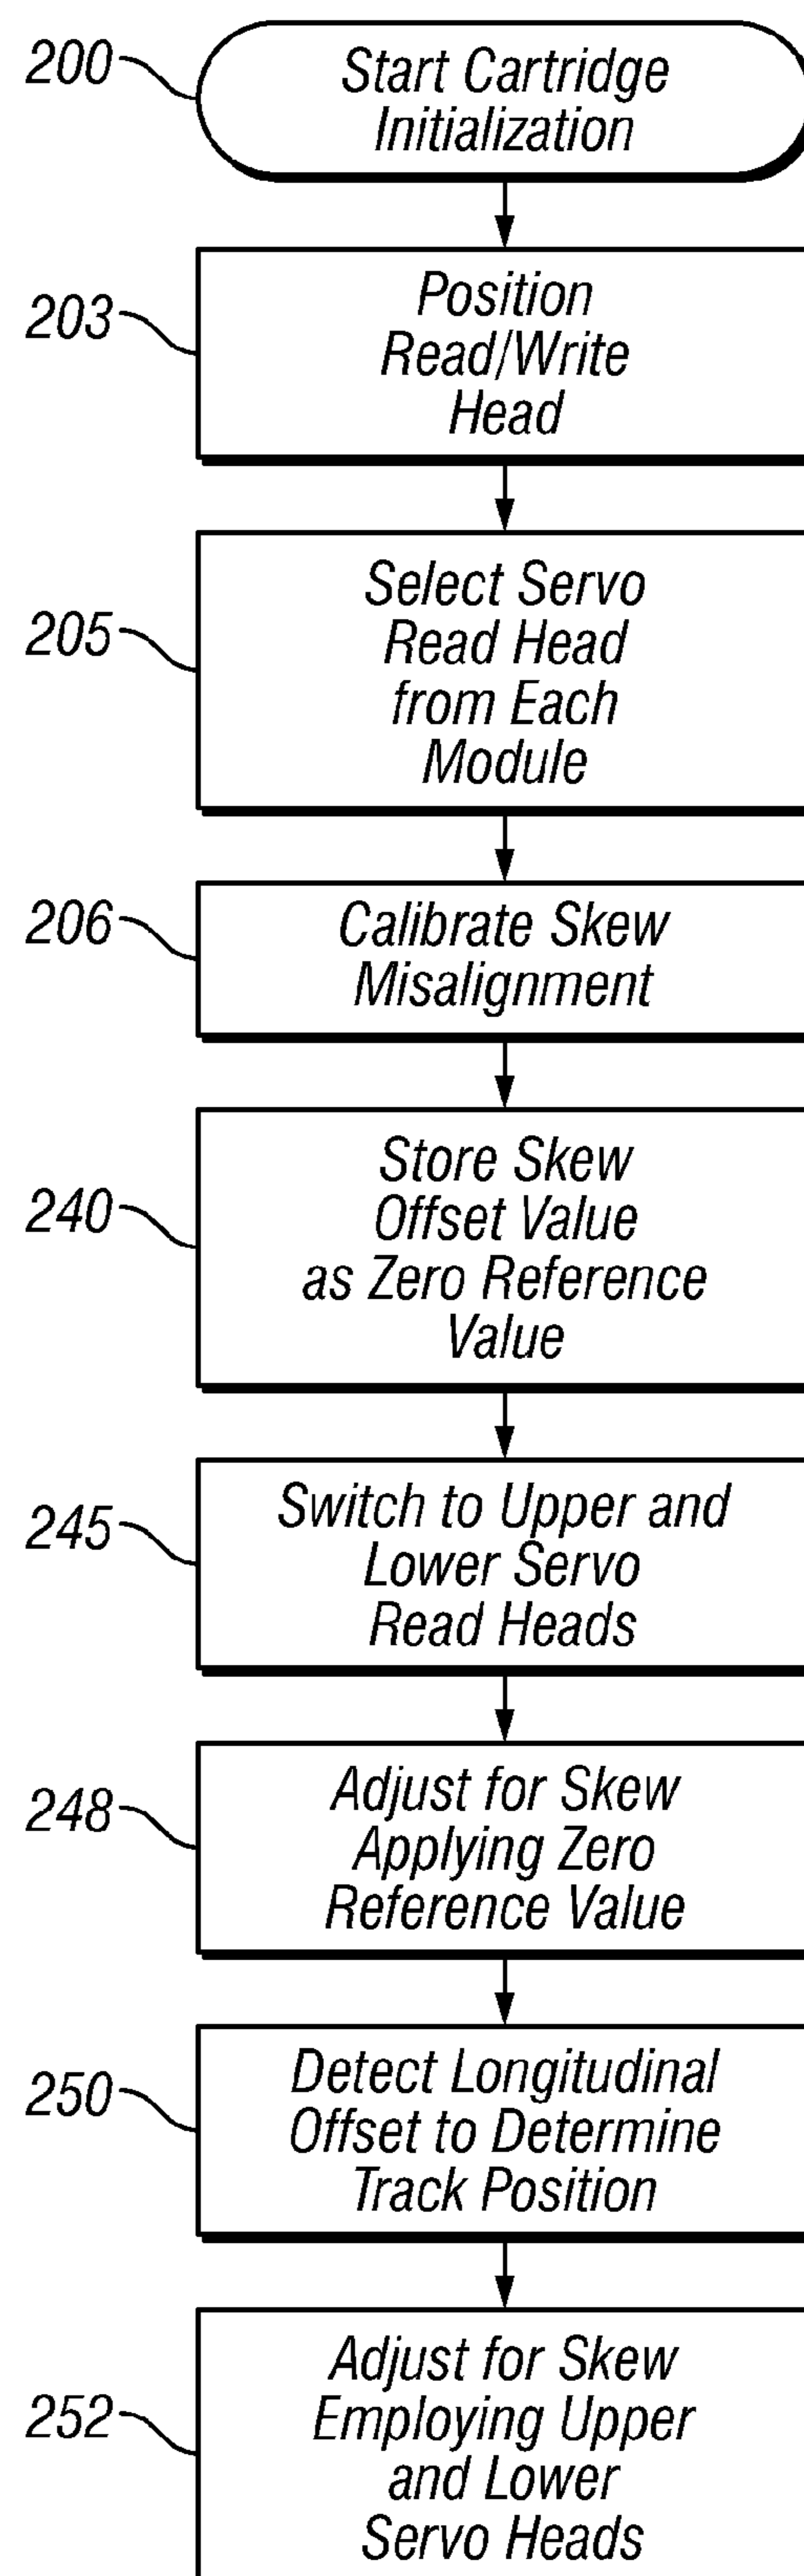 200
Start Cartridge
Initialization
203
Position
Read/Write
Head
205
Select Servo
Read Head
from Each
Module
206
Calibrate Skew
Misalignment
240
Store Skew
Offset Value
as Zero Reference
Value
245
Switch to Upper and
Lower Servo
Read Heads
248
Adjust for Skew
Applying Zero
Reference Value
250
Detect Longitudinal
Offset to Determine
Track Position
252
Adjust for Skew
Employing Upper
and Lower
Servo Heads